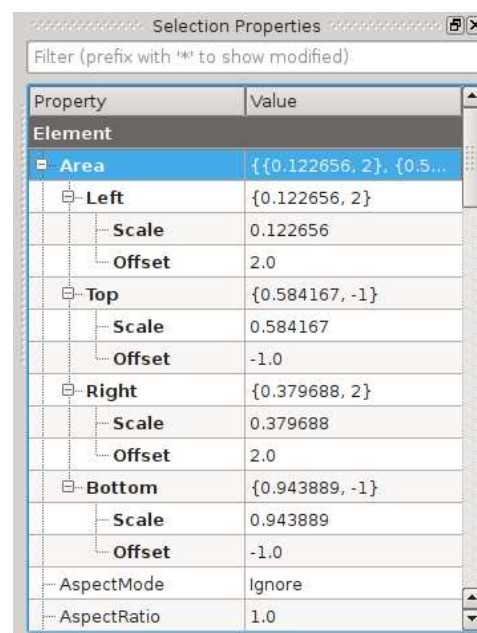 Selection Properties
Filter (prefix with '*' to show modified)
Property Value
Element
Area {{0.122656, 2}, {0.5...
Left {0.122656, 2}
Scale 0.122656
Offset 2.0
Top {0.584167, -1}
Scale 0.584167
Offset -1.0
Right {0.379688, 2}
Scale 0.379688
Offset 2.0
Bottom {0.943889, -1}
Scale 0.943889
Offset -1.0
AspectMode Ignore
AspectRatio 1.0